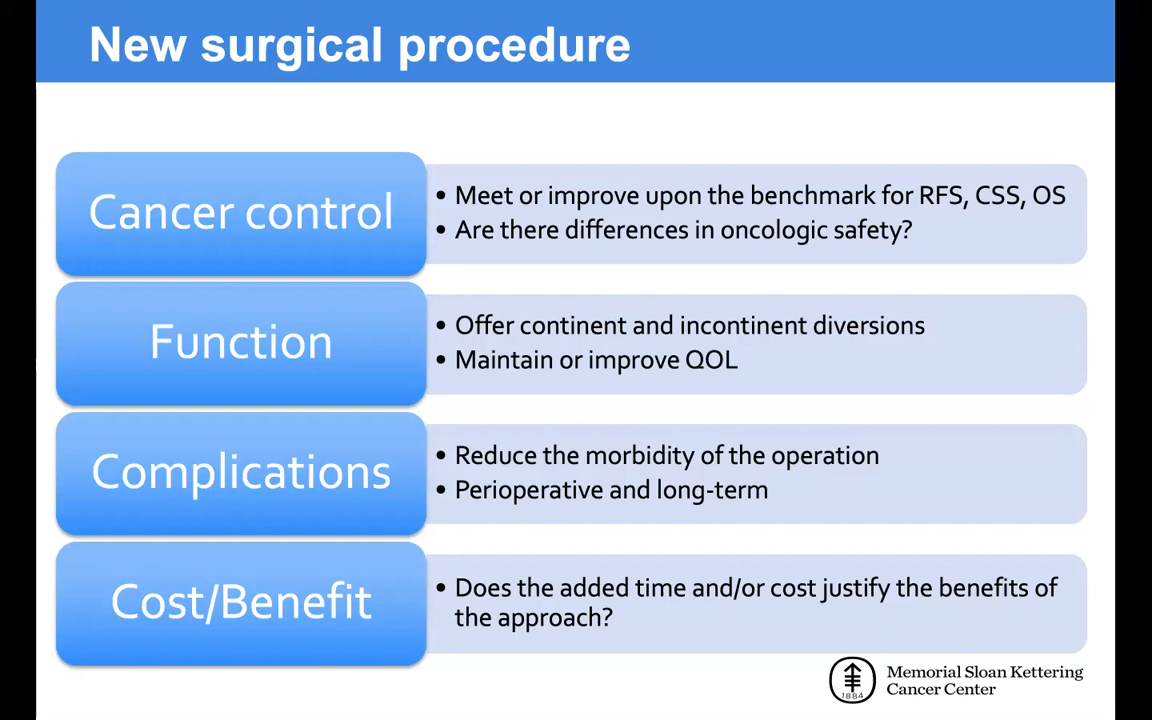 New surgical procedure
Cancer control
• Meet or improve upon the benchmark for RFS, CSS, OS
• Are there differences in oncologic safety?
Function
• Offer continent and incontinent diversions
• Maintain or improve QOL
Complications
• Reduce the morbidity of the operation
• Perioperative and long-term
Cost/Benefit
• Does the added time and/or cost justify the benefits of
the approach?
1884
Memorial Sloan Kettering
Cancer Center